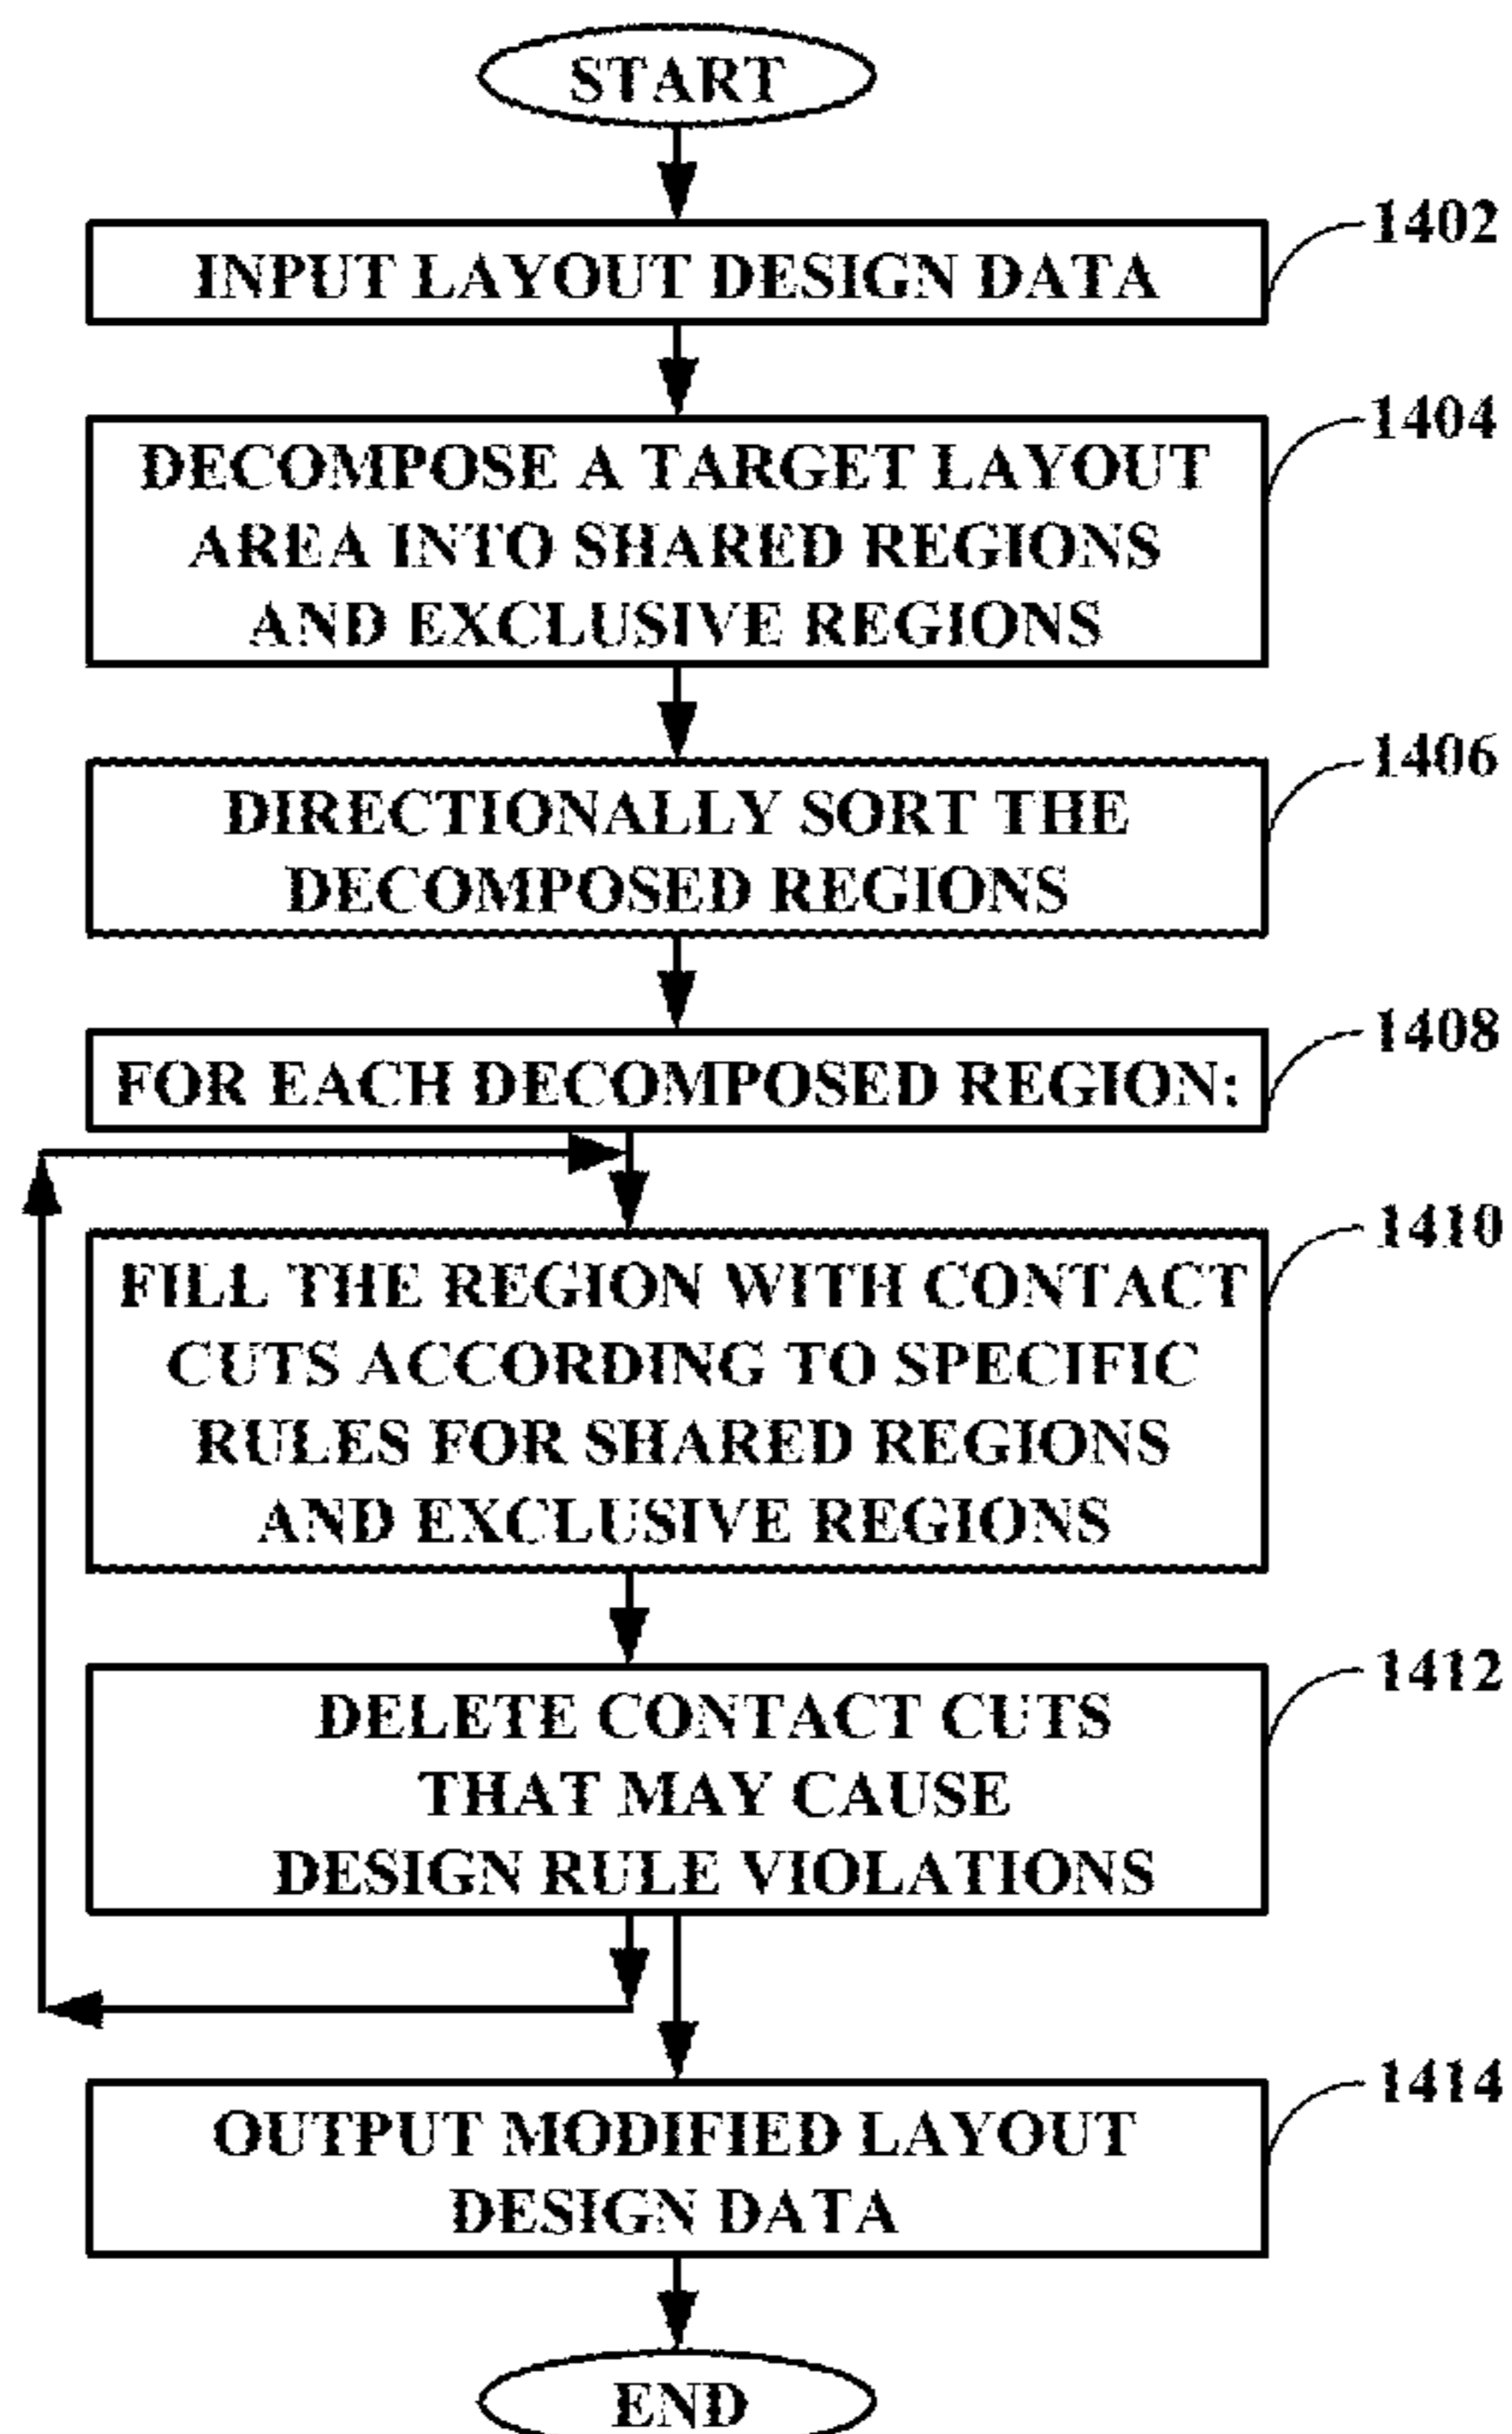 START
1402
INPUT LAYOUT DESIGN DATA
1404
DECOMPOSE A TARGET LAYOUT
AREA INTO SHARED REGIONS
AND EXCLUSIVE REGIONS
1406
DIRECTIONALLY SORT THE
DECOMPOSED REGIONS
1408
FOR EACH DECOMPOSED REGION:
1410
FILL THE REGION WITH CONTACT
CUTS ACCORDING TO SPECIFIC
RULES FOR SHARED REGIONS
AND EXCLUSIVE REGIONS
1412
DELETE CONTACT CUTS
THAT MAY CAUSE
DESIGN RULE VIOLATIONS
1414
OUTPUT MODIFIED LAYOUT
DESIGN DATA
END